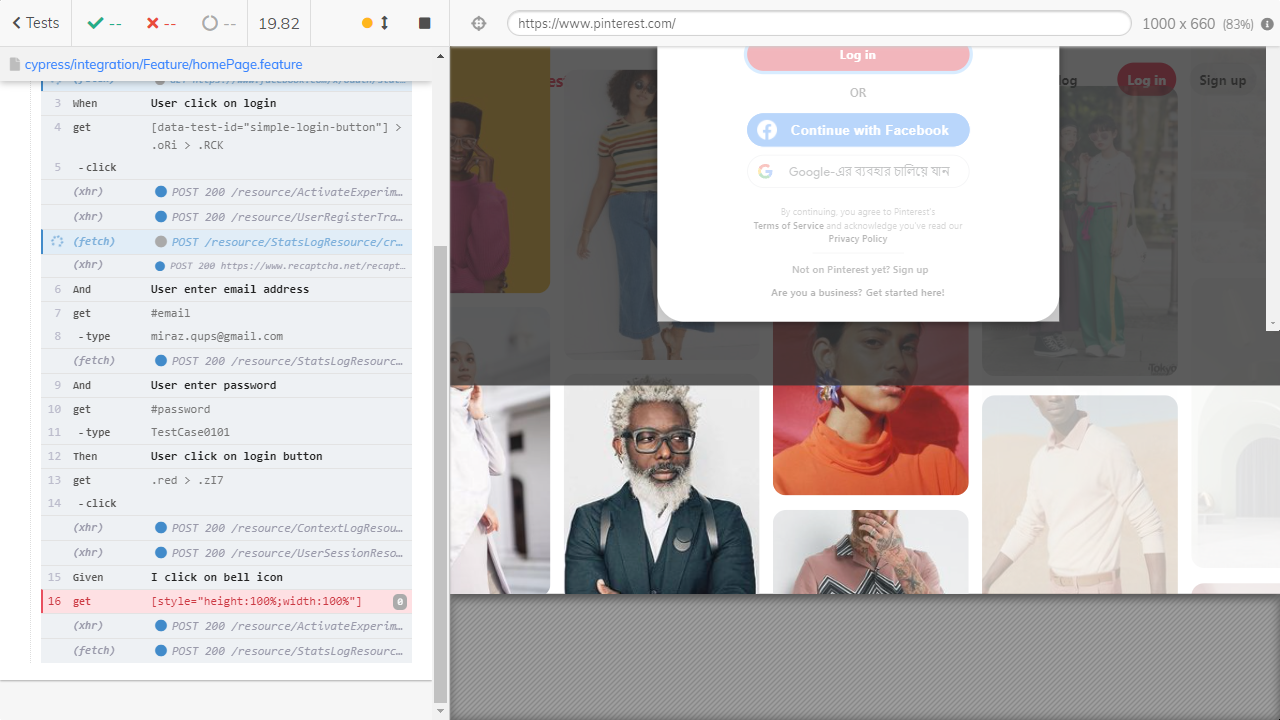 Tests
--
--
--
19.82
https://www.pinterest.com/
1000 x 660 (83%)
cypress/integration/Feature/homePage.feature
3 When User click on login
4 get [data-test-id="simple-login-button"] >
.oRi > .RCK
5 -click
(xhr) POST 200 /resource/ActivateExperim...
(xhr) POST 200 /resource/UserRegisterTra...
(fetch) POST /resource/StatsLogResource/cr...
(xhr) POST 200 https://www.recaptcha.net/recapt...
6 And User enter email address
7 get #email
8 -type miraz.qups@gmail.com
(fetch) POST 200 /resource/StatsLogResourc...
9 And User enter password
10 get #password
11 -type TestCase0101
12 Then User click on login button
13 get .red > .zI7
14 -click
(xhr) POST 200 /resource/ContextLogResou...
(xhr) POST 200 /resource/UserSessionReso...
15 Given I click on bell icon
16 get [style="height:100%;width:100%"] 0
(xhr) POST 200 /resource/ActivateExperim...
(fetch) POST 200 /resource/StatsLogResourc...
Log in
OR
Continue with Facebook
Google-এর ব্যবহার চালিয়ে যান
By continuing, you agree to Pinterest's
Terms of Service and acknowledge you've read our
Privacy Policy
Not on Pinterest yet? Sign up
Are you a business? Get started here!
Log in
Sign up
Tokyo